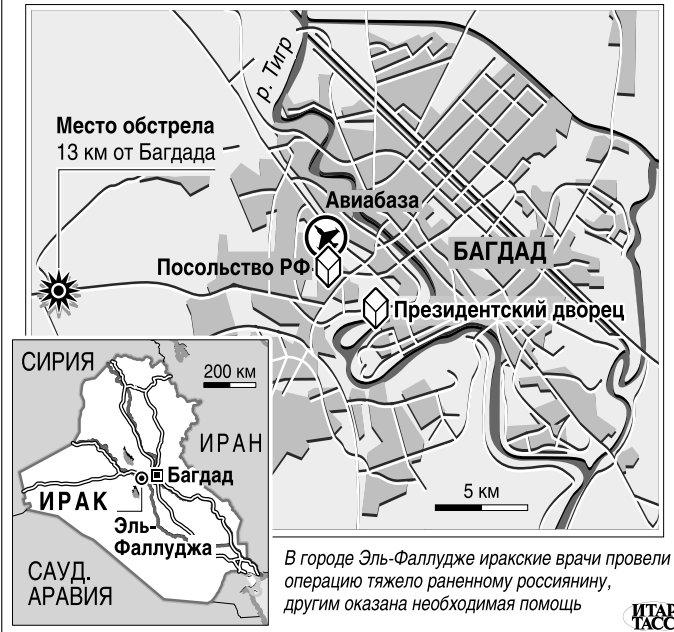 р. Тигр
Место обстрела
13 км от Багдада
Авиабаза
БАГДАД
Посольство РФ
Президентский дворец
5 км
СИРИЯ
200 км
ИРАН
Багдад
ИРАК
Эль-
Фаллуджа
САУД.
АРАВИЯ
В городе Эль-Фаллудже иракские врачи провели
операцию тяжело раненному россиянину,
другим оказана необходимая помощь
ИТАР
ТАСС